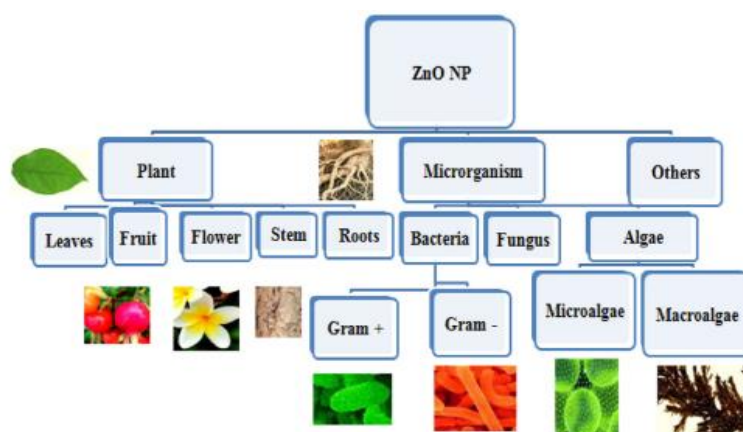 ZnO NP
Plant
Microrganism
Others
Leaves
Fruit
Flower
Stem
Roots
Bacteria
Fungus
Algae
Gram +
Gram -
Microalgae
Macroalgae